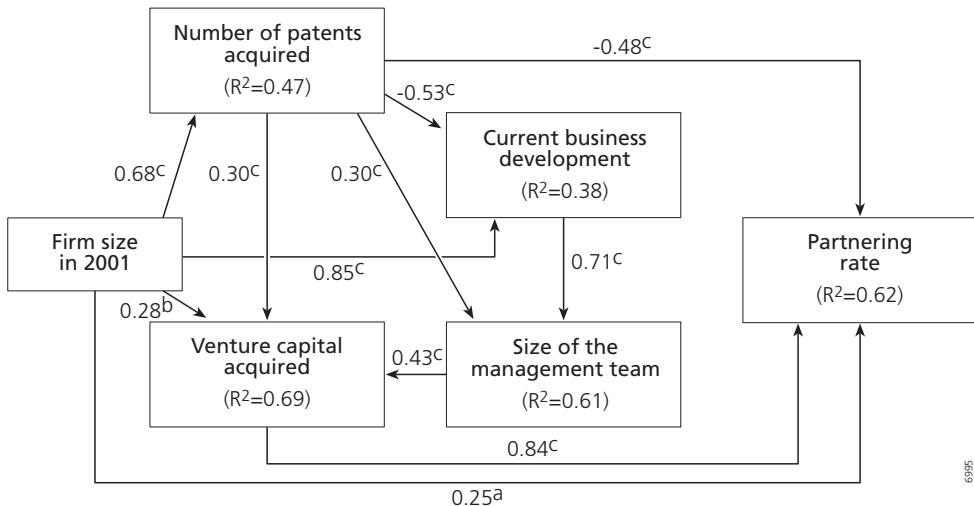 Number of patents
acquired
(R²=0.47)
-0.48ᶜ
-0.53ᶜ
Current business
development
(R²=0.38)
0.68ᶜ
0.30ᶜ
0.30ᶜ
Firm size
in 2001
Partnering
rate
(R²=0.62)
0.85ᶜ
0.71ᶜ
0.28ᵇ
Venture capital
acquired
(R²=0.69)
0.43ᶜ
Size of the
management team
(R²=0.61)
0.84ᶜ
0.25ᵃ
6995